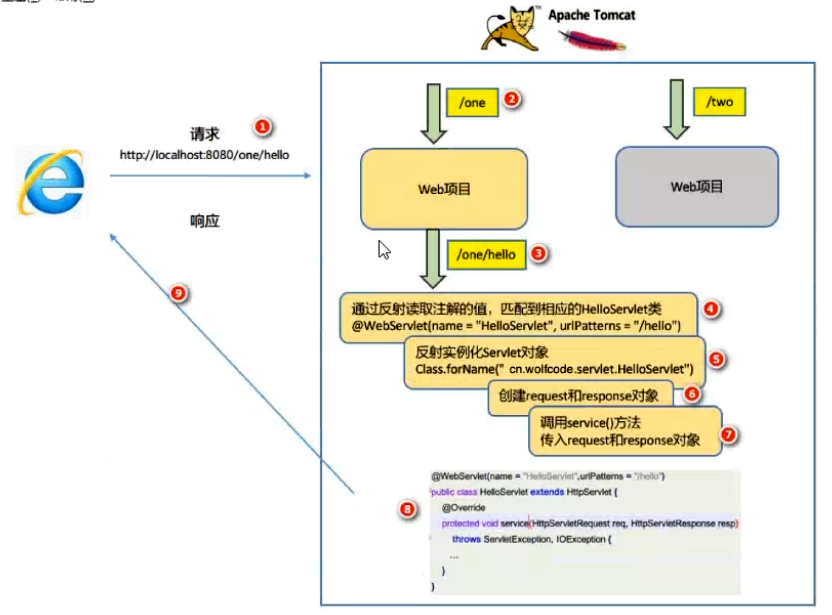 Apache Tomcat
/one
2
/two
请求
1
http://localhost:8080/one/hello
Web项目
Web项目
响应
/one/hello
3
9
通过反射读取注解的值，匹配到相应的HelloServlet类
@WebServlet(name = "HelloServlet", urlPatterns = "/hello")
4
反射实例化Servlet对象
Class.forName(" cn.wolfcode.servlet.HelloServlet")
5
创建request和response对象
6
调用service()方法
传入request和response对象
7
8
@WebServlet(name = "HelloServlet",urlPatterns = "/hello")
public class HelloServlet extends HttpServlet {
@Override
protected void service(HttpServletRequest req, HttpServletResponse resp)
throws ServletException, IOException {
...
}
}